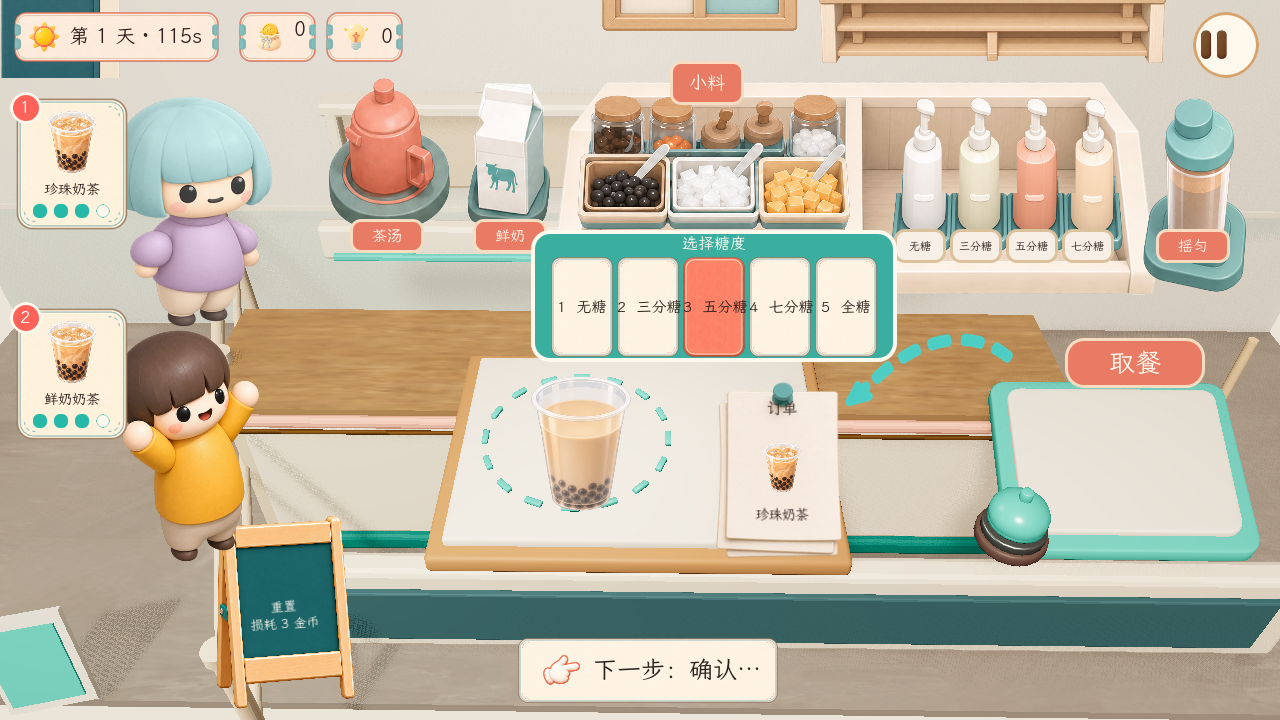 第 1 天・115s
0
0
小料
1
珍珠奶茶
茶汤
鲜奶
无糖
三分糖
五分糖
七分糖
摇匀
选择糖度
1 无糖
2 三分糖
3 五分糖
4 七分糖
5 全糖
2
鲜奶奶茶
取餐
订单
珍珠奶茶
重置
损耗 3 金币
下一步：确认…